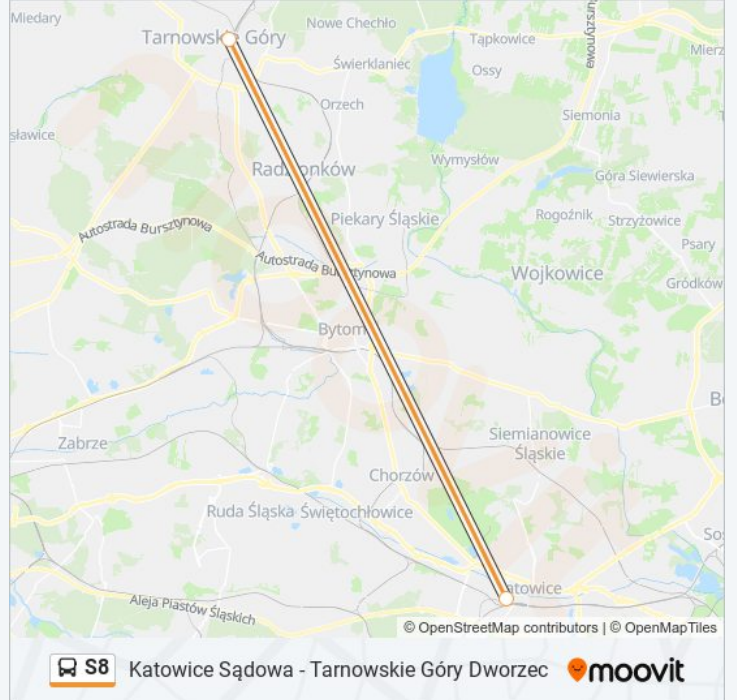 Miedary
Nowe Chechło
Bursztynowa
Tarnowskie Góry
Tąpkowice
Mierz
Świerklaniec
Ossy
Orzech
Siemonia
sławice
Wymysłów
Radzionków
Góra Siewierska
Piekary Śląskie
Rogoźnik
Strzyżowice
Autostrada Bursztynowa
Psary
Autostrada Bursztynowa
Wojkowice
Gródków
Bytom
Siemianowice
Śląskie
Zabrze
Chorzów
Ruda Śląska
Świętochłowice
Katowice
Aleja Piastów Śląskich
© OpenStreetMap contributors | © OpenMapTiles
S8 Katowice Sądowa - Tarnowskie Góry Dworzec moovit